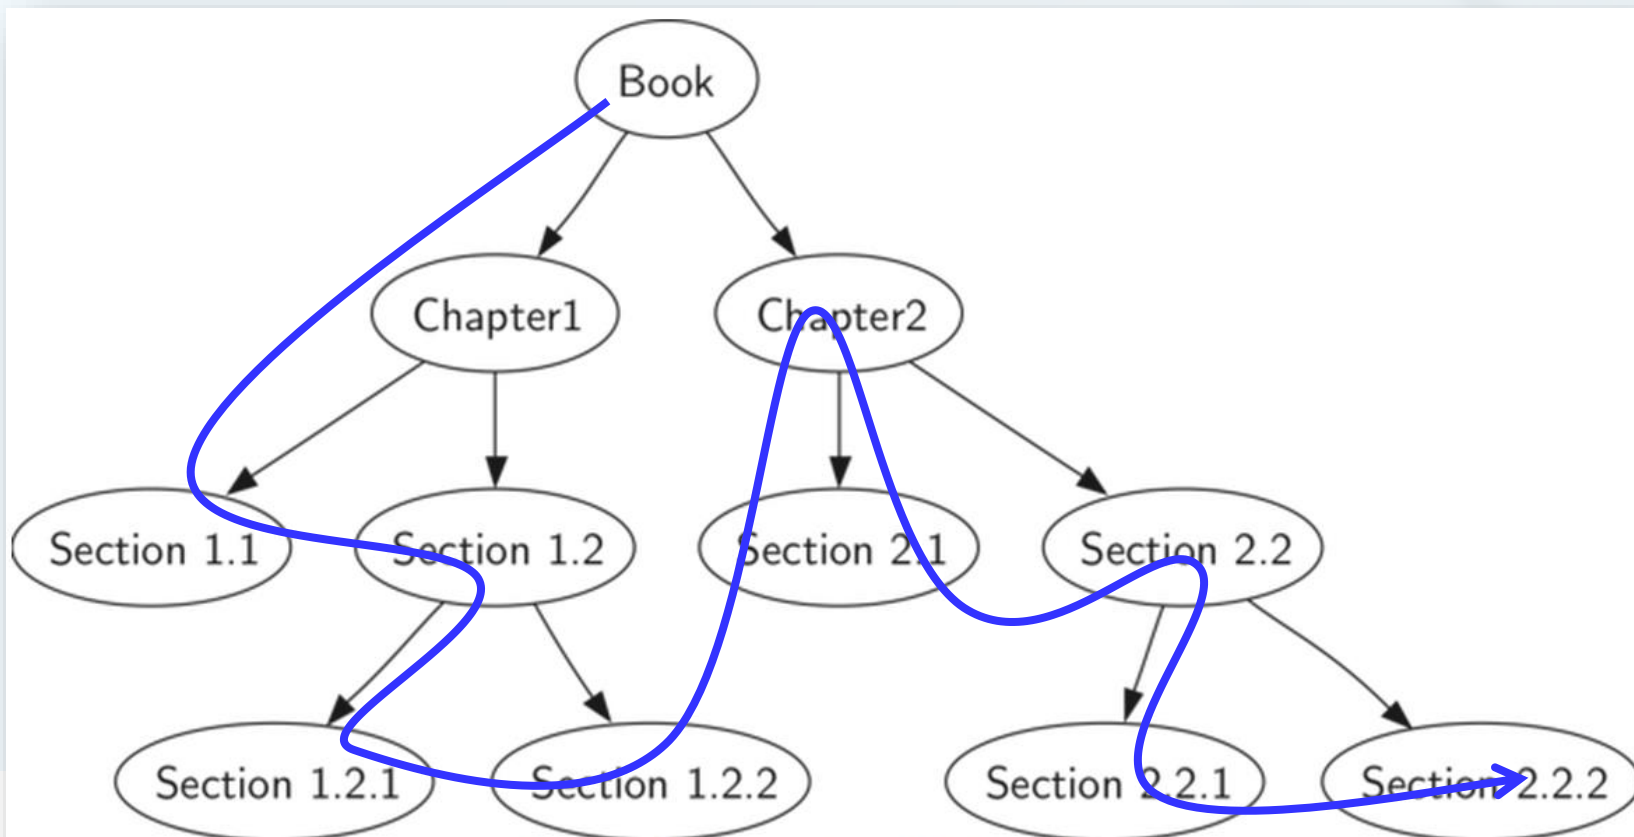 Book
Chapter1
Chapter2
Section 1.1
Section 1.2
Section 2.1
Section 2.2
Section 1.2.1
Section 1.2.2
Section 2.2.1
Section 2.2.2